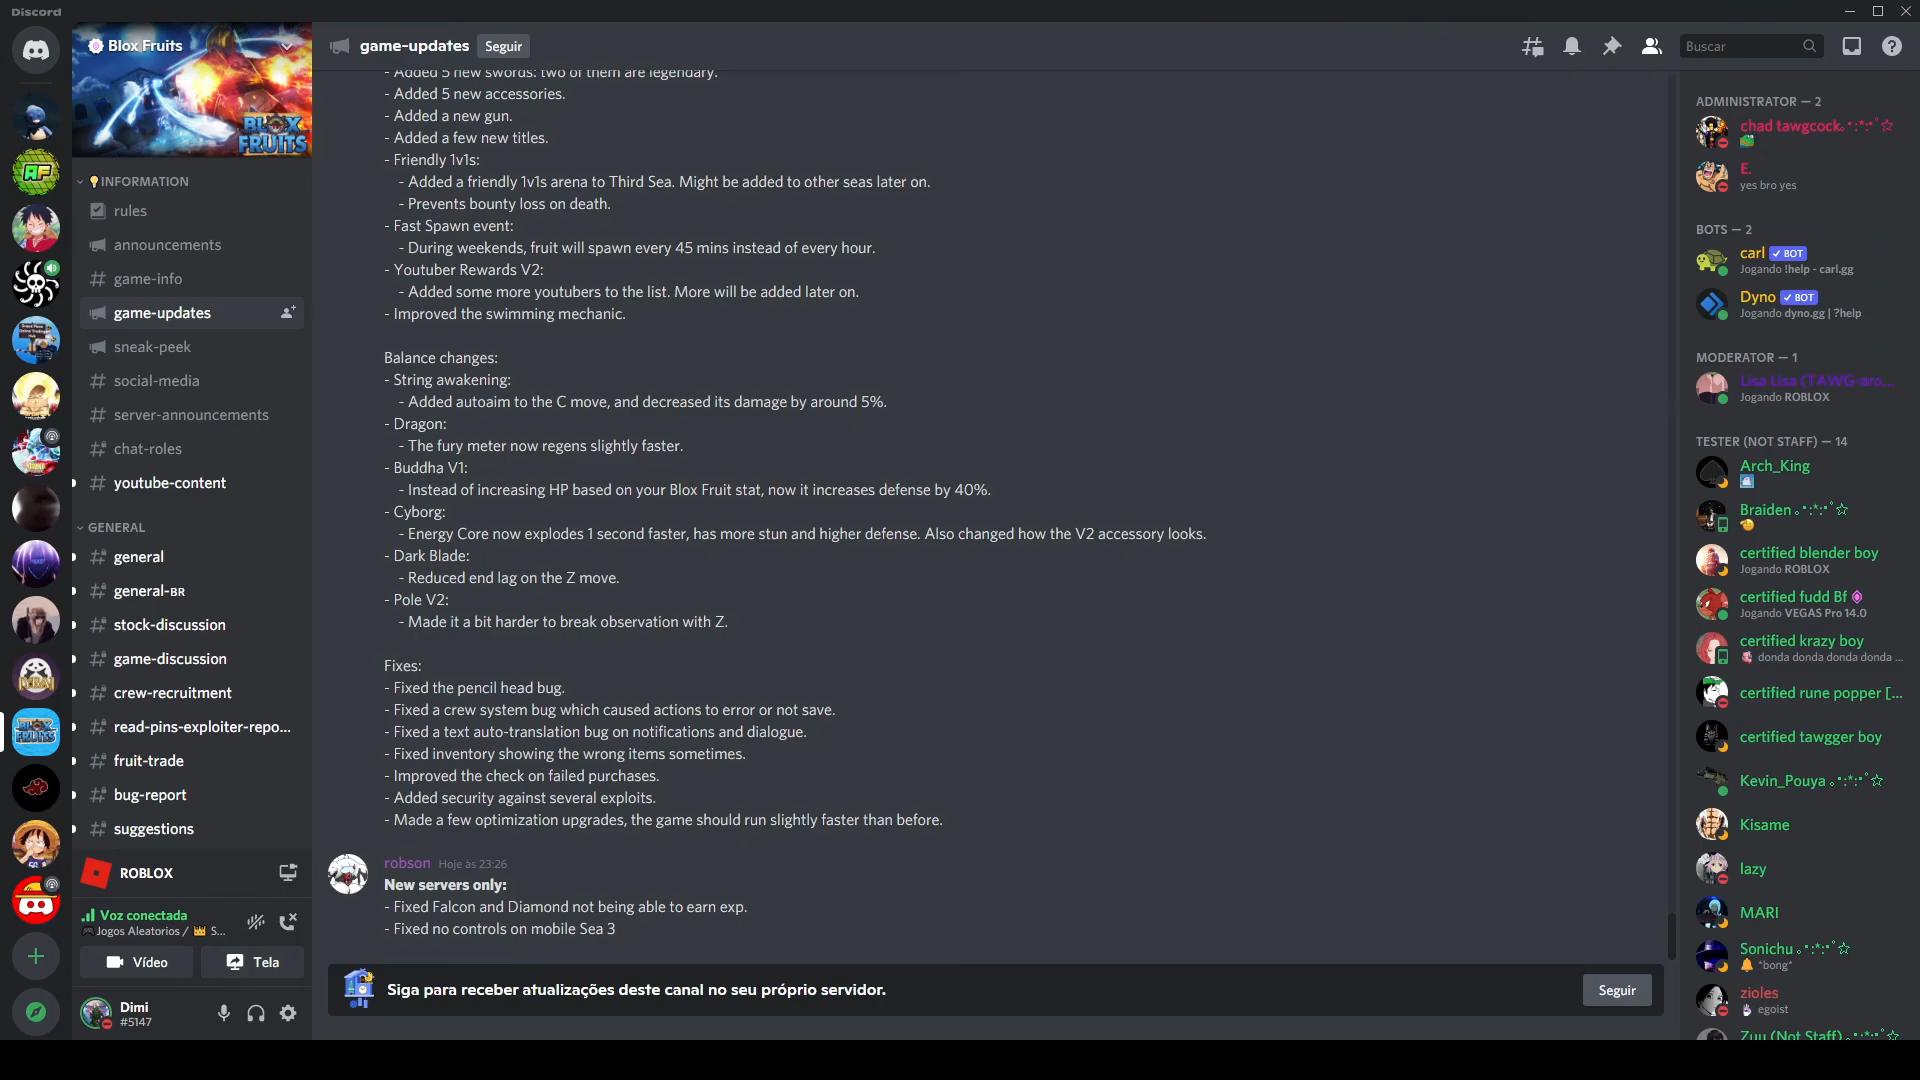 Discord
Blox Fruits
BLOX FRUITS
INFORMATION
rules
announcements
game-info
game-updates
sneak-peek
social-media
server-announcements
chat-roles
youtube-content
GENERAL
general
general-BR
stock-discussion
game-discussion
crew-recruitment
read-pins-exploiter-repo...
fruit-trade
bug-report
suggestions
ROBLOX
Voz conectada
Jogos Aleatorios / S...
Vídeo
Tela
Dimi
#5147
game-updates
Seguir
Buscar
- Added 5 new swords: two of them are legendary.
- Added 5 new accessories.
- Added a new gun.
- Added a few new titles.
- Friendly 1v1s:
- Added a friendly 1v1s arena to Third Sea. Might be added to other seas later on.
- Prevents bounty loss on death.
- Fast Spawn event:
- During weekends, fruit will spawn every 45 mins instead of every hour.
- Youtuber Rewards V2:
- Added some more youtubers to the list. More will be added later on.
- Improved the swimming mechanic.
Balance changes:
- String awakening:
- Added autoaim to the C move, and decreased its damage by around 5%.
- Dragon:
- The fury meter now regens slightly faster.
- Buddha V1:
- Instead of increasing HP based on your Blox Fruit stat, now it increases defense by 40%.
- Cyborg:
- Energy Core now explodes 1 second faster, has more stun and higher defense. Also changed how the V2 accessory looks.
- Dark Blade:
- Reduced end lag on the Z move.
- Pole V2:
- Made it a bit harder to break observation with Z.
Fixes:
- Fixed the pencil head bug.
- Fixed a crew system bug which caused actions to error or not save.
- Fixed a text auto-translation bug on notifications and dialogue.
- Fixed inventory showing the wrong items sometimes.
- Improved the check on failed purchases.
- Added security against several exploits.
- Made a few optimization upgrades, the game should run slightly faster than before.
robson Hoje às 23:26
New servers only:
- Fixed Falcon and Diamond not being able to earn exp.
- Fixed no controls on mobile Sea 3
Siga para receber atualizações deste canal no seu próprio servidor.
Seguir
ADMINISTRATOR — 2
chad tawgcock｡･:*:･ﾟ☆
E.
yes bro yes
BOTS — 2
carl BOT
Jogando !help - carl.gg
Dyno BOT
Jogando dyno.gg | ?help
MODERATOR — 1
Lisa Lisa (TAWG-aro...
Jogando ROBLOX
TESTER (NOT STAFF) — 14
Arch_King
Braiden ｡･:*:･ﾟ☆
certified blender boy
Jogando ROBLOX
certified fudd Bf
Jogando VEGAS Pro 14.0
certified krazy boy
donda donda donda donda ...
certified rune popper [...
certified tawgger boy
Kevin_Pouya ｡･:*:･ﾟ☆
Kisame
lazy
MARI
Sonichu ｡･:*:･ﾟ☆
*bong*
zioles
egoist
Zuu (Not Staff) ｡･:*:･ﾟ☆